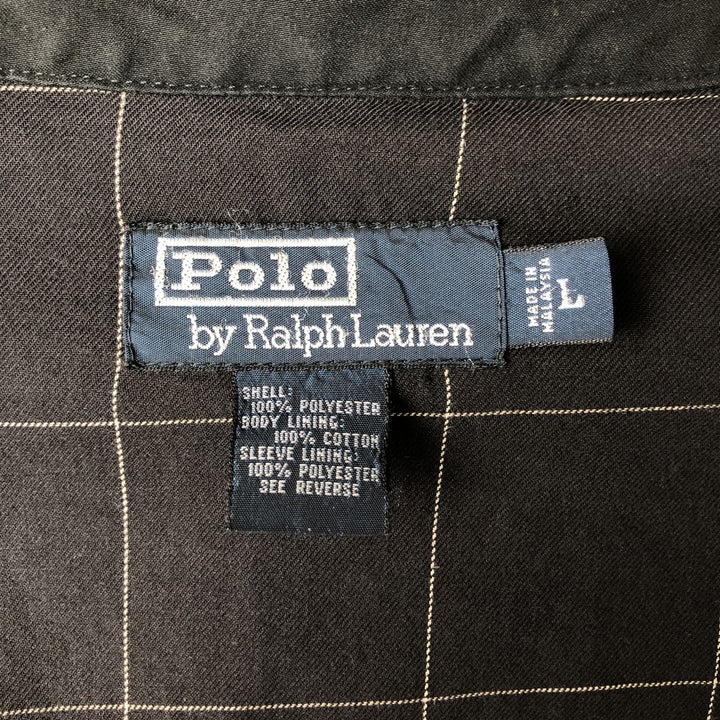 Polo
by Ralph Lauren
MADE IN
MALAYSIA
L
SHELL:
100% POLYESTER
BODY LINING:
100% COTTON
SLEEVE LINING:
100% POLYESTER
SEE REVERSE